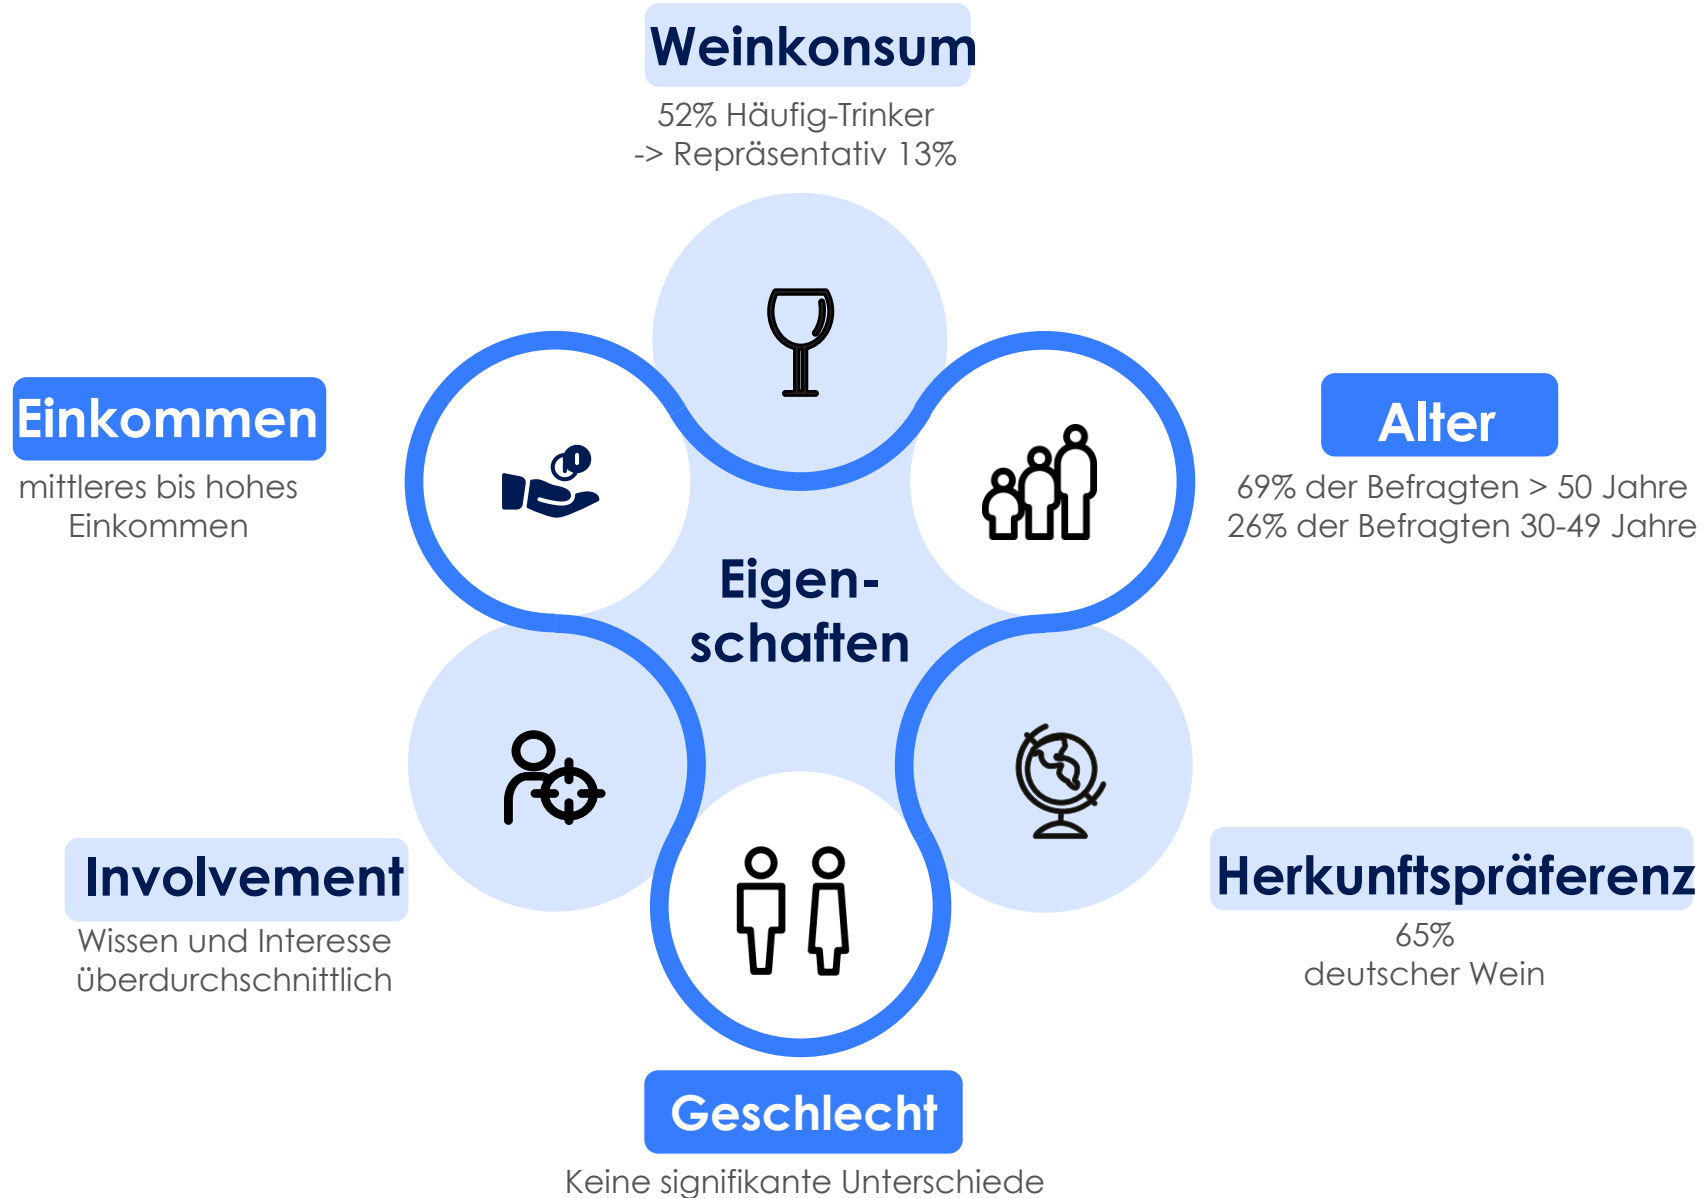 Weinkonsum
52% Häufig-Trinker
-> Repräsentativ 13%
Einkommen
mittleres bis hohes
Einkommen
Alter
69% der Befragten > 50 Jahre
26% der Befragten 30-49 Jahre
Eigen-
schaften
Involvement
Wissen und Interesse
überdurchschnittlich
Herkunftspräferenz
65%
deutscher Wein
Geschlecht
Keine signifikante Unterschiede